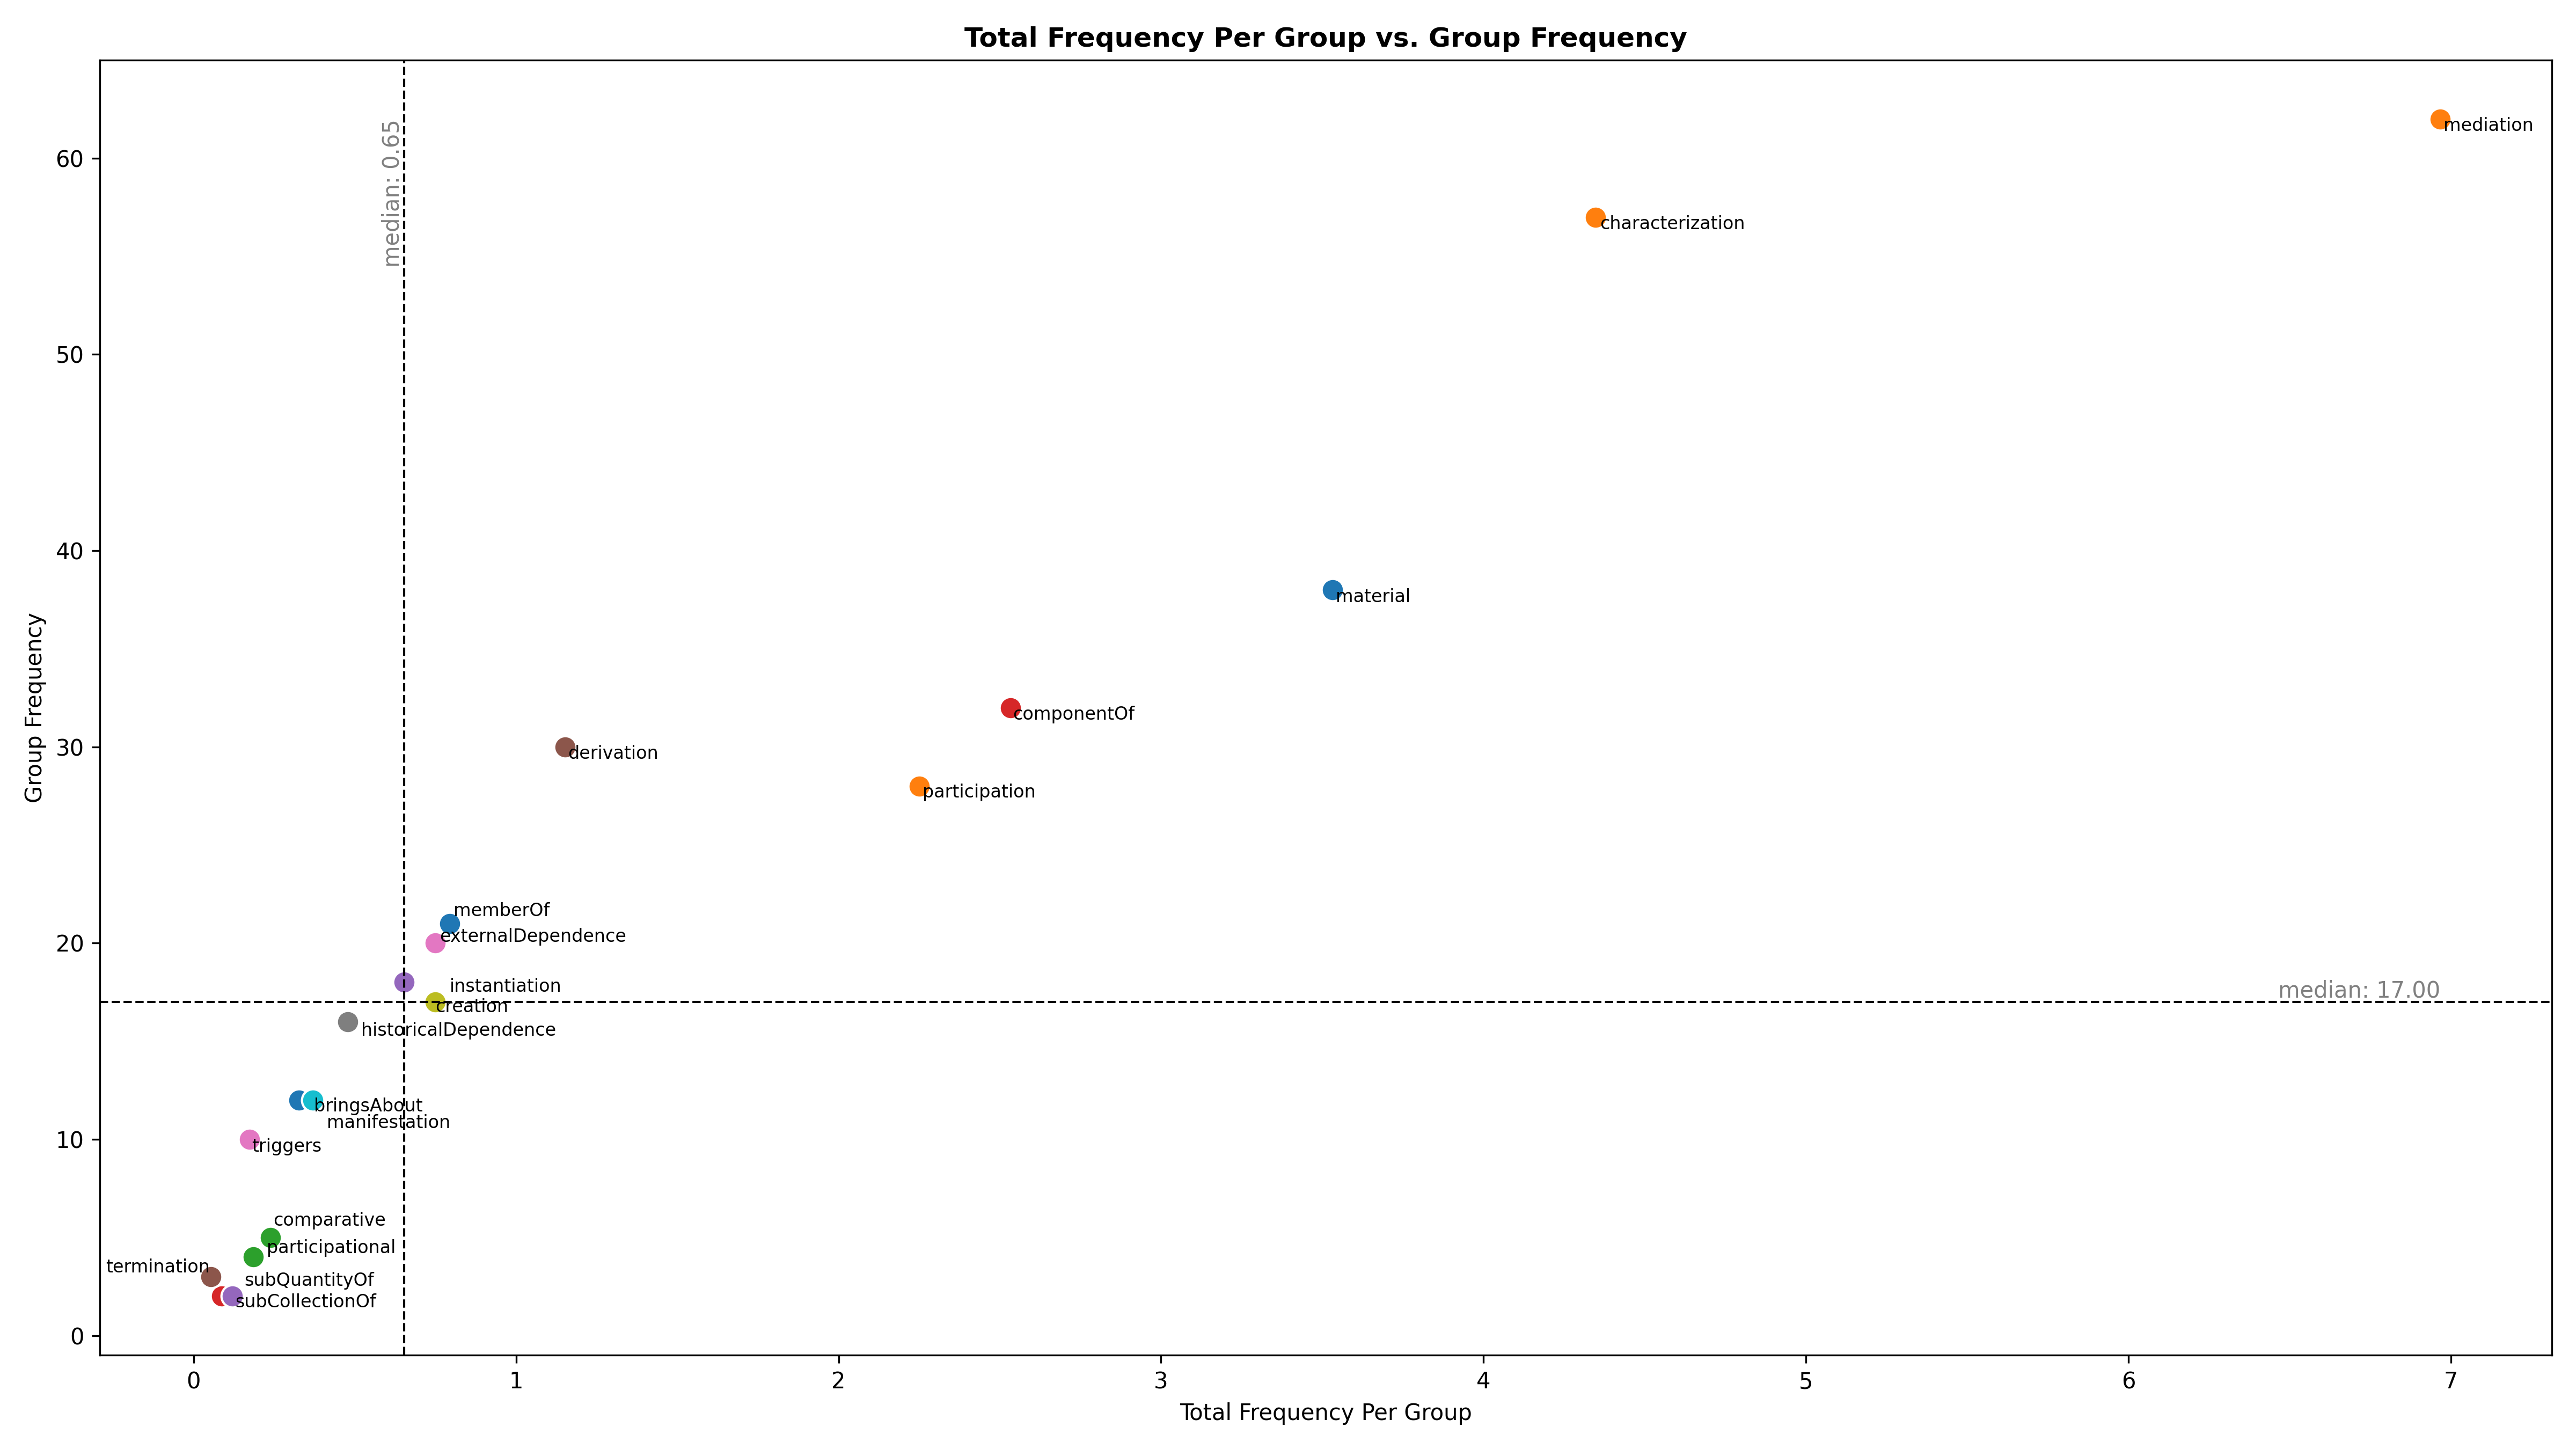 Total Frequency Per Group vs. Group Frequency
median: 0.65
mediation
characterization
material
componentOf
derivation
participation
memberOf
externalDependence
instantiation
median: 17.00
creation
historicalDependence
bringsAbout
manifestation
triggers
comparative
participational
termination
subQuantityOf
subCollectionOf
60
50
40
30
20
10
0
Group Frequency
0 1 2 3 4 5 6 7
Total Frequency Per Group